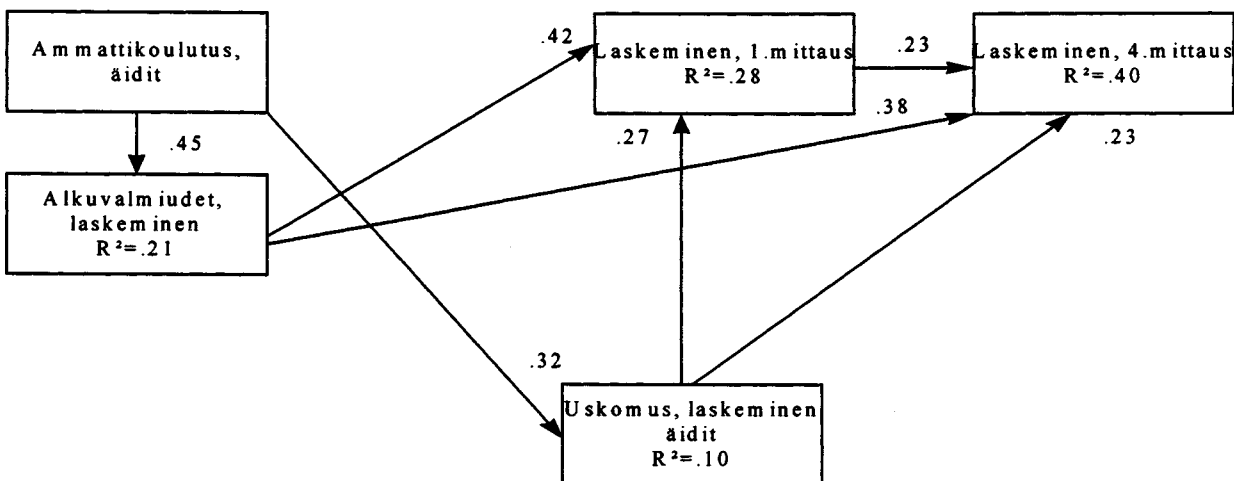 Ammattikoulutus,
äidit
.45
Alkuvalmiudet,
laskeminen
R²=.21
.42
Laskeminen, 1.mittaus
R²=.28
.23
Laskeminen, 4.mittaus
R²=.40
.38
.27
.23
.32
Uskomus, laskeminen
äidit
R²=.10